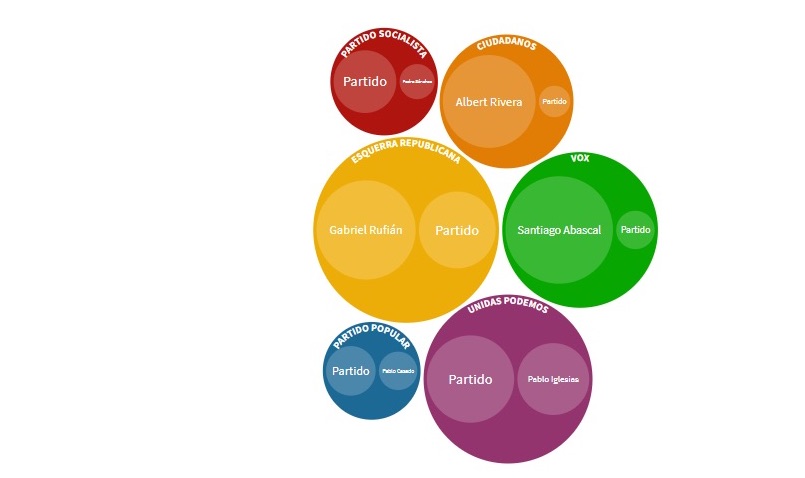 PARTIDO SOCIALISTA
Partido
Pedro Sánchez
CIUDADANOS
Albert Rivera
Partido
ESQUERRA REPUBLICANA
Gabriel Rufián
Partido
VOX
Santiago Abascal
Partido
PARTIDO POPULAR
Partido
Pablo Casado
UNIDAS PODEMOS
Partido
Pablo Iglesias